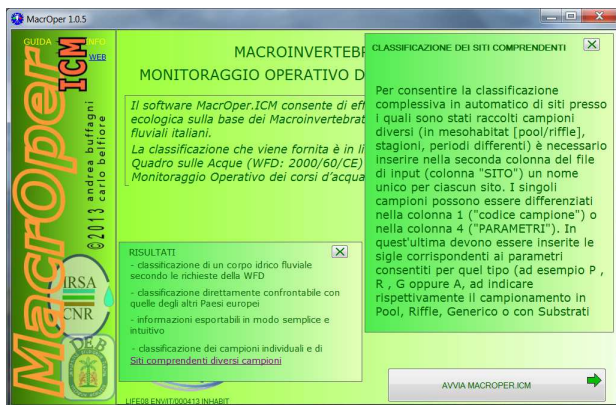 MacrOper 1.0.5
GUIDA
INFO
WEB
MacrOper
ICM
©2013 andrea buffagni
carlo belfiore
IRSA
CNR
DEB
MACROINVERTEB
MONITORAGGIO OPERATIVO D
Il software MacrOper.ICM consente di eff
ecologica sulla base dei Macroinvertebrat
fluviali italiani.
La classificazione che viene fornita è in li
Quadro sulle Acque (WFD: 2000/60/CE)
Monitoraggio Operativo dei corsi d'acqua
RISULTATI
- classificazione di un corpo idrico fluviale
secondo le richieste della WFD
- classificazione direttamente confrontabile con
quelle degli altri Paesi europei
- informazioni esportabili in modo semplice e
intuitivo
- classificazione dei campioni individuali e di
Siti comprendenti diversi campioni
LIFE08 ENV/IT/000413 INHABIT
CLASSIFICAZIONE DEI SITI COMPRENDENTI
Per consentire la classificazione
complessiva in automatico di siti presso
i quali sono stati raccolti campioni
diversi (in mesohabitat [pool/riffle],
stagioni, periodi differenti) è necessario
inserire nella seconda colonna del file
di input (colonna "SITO") un nome
unico per ciascun sito. I singoli
campioni possono essere differenziati
nella colonna 1 ("codice campione") o
nella colonna 4 ("PARAMETRI"). In
quest'ultima devono essere inserite le
sigle corrispondenti ai parametri
consentiti per quel tipo (ad esempio P ,
R , G oppure A, ad indicare
rispettivamente il campionamento in
Pool, Riffle, Generico o con Substrati
AVVIA MACROPER.ICM